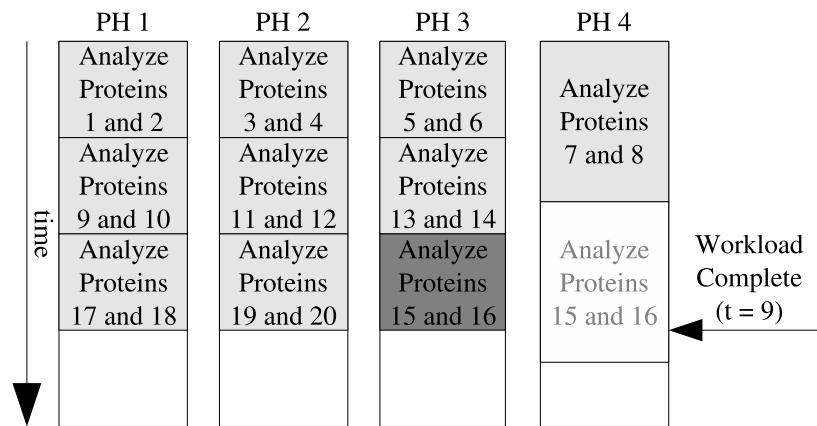 PH 1
PH 2
PH 3
PH 4
Analyze
Proteins
1 and 2
Analyze
Proteins
3 and 4
Analyze
Proteins
5 and 6
Analyze
Proteins
7 and 8
Analyze
Proteins
9 and 10
Analyze
Proteins
11 and 12
Analyze
Proteins
13 and 14
Analyze
Proteins
17 and 18
Analyze
Proteins
19 and 20
Analyze
Proteins
15 and 16
Analyze
Proteins
15 and 16
time
Workload
Complete
(t = 9)